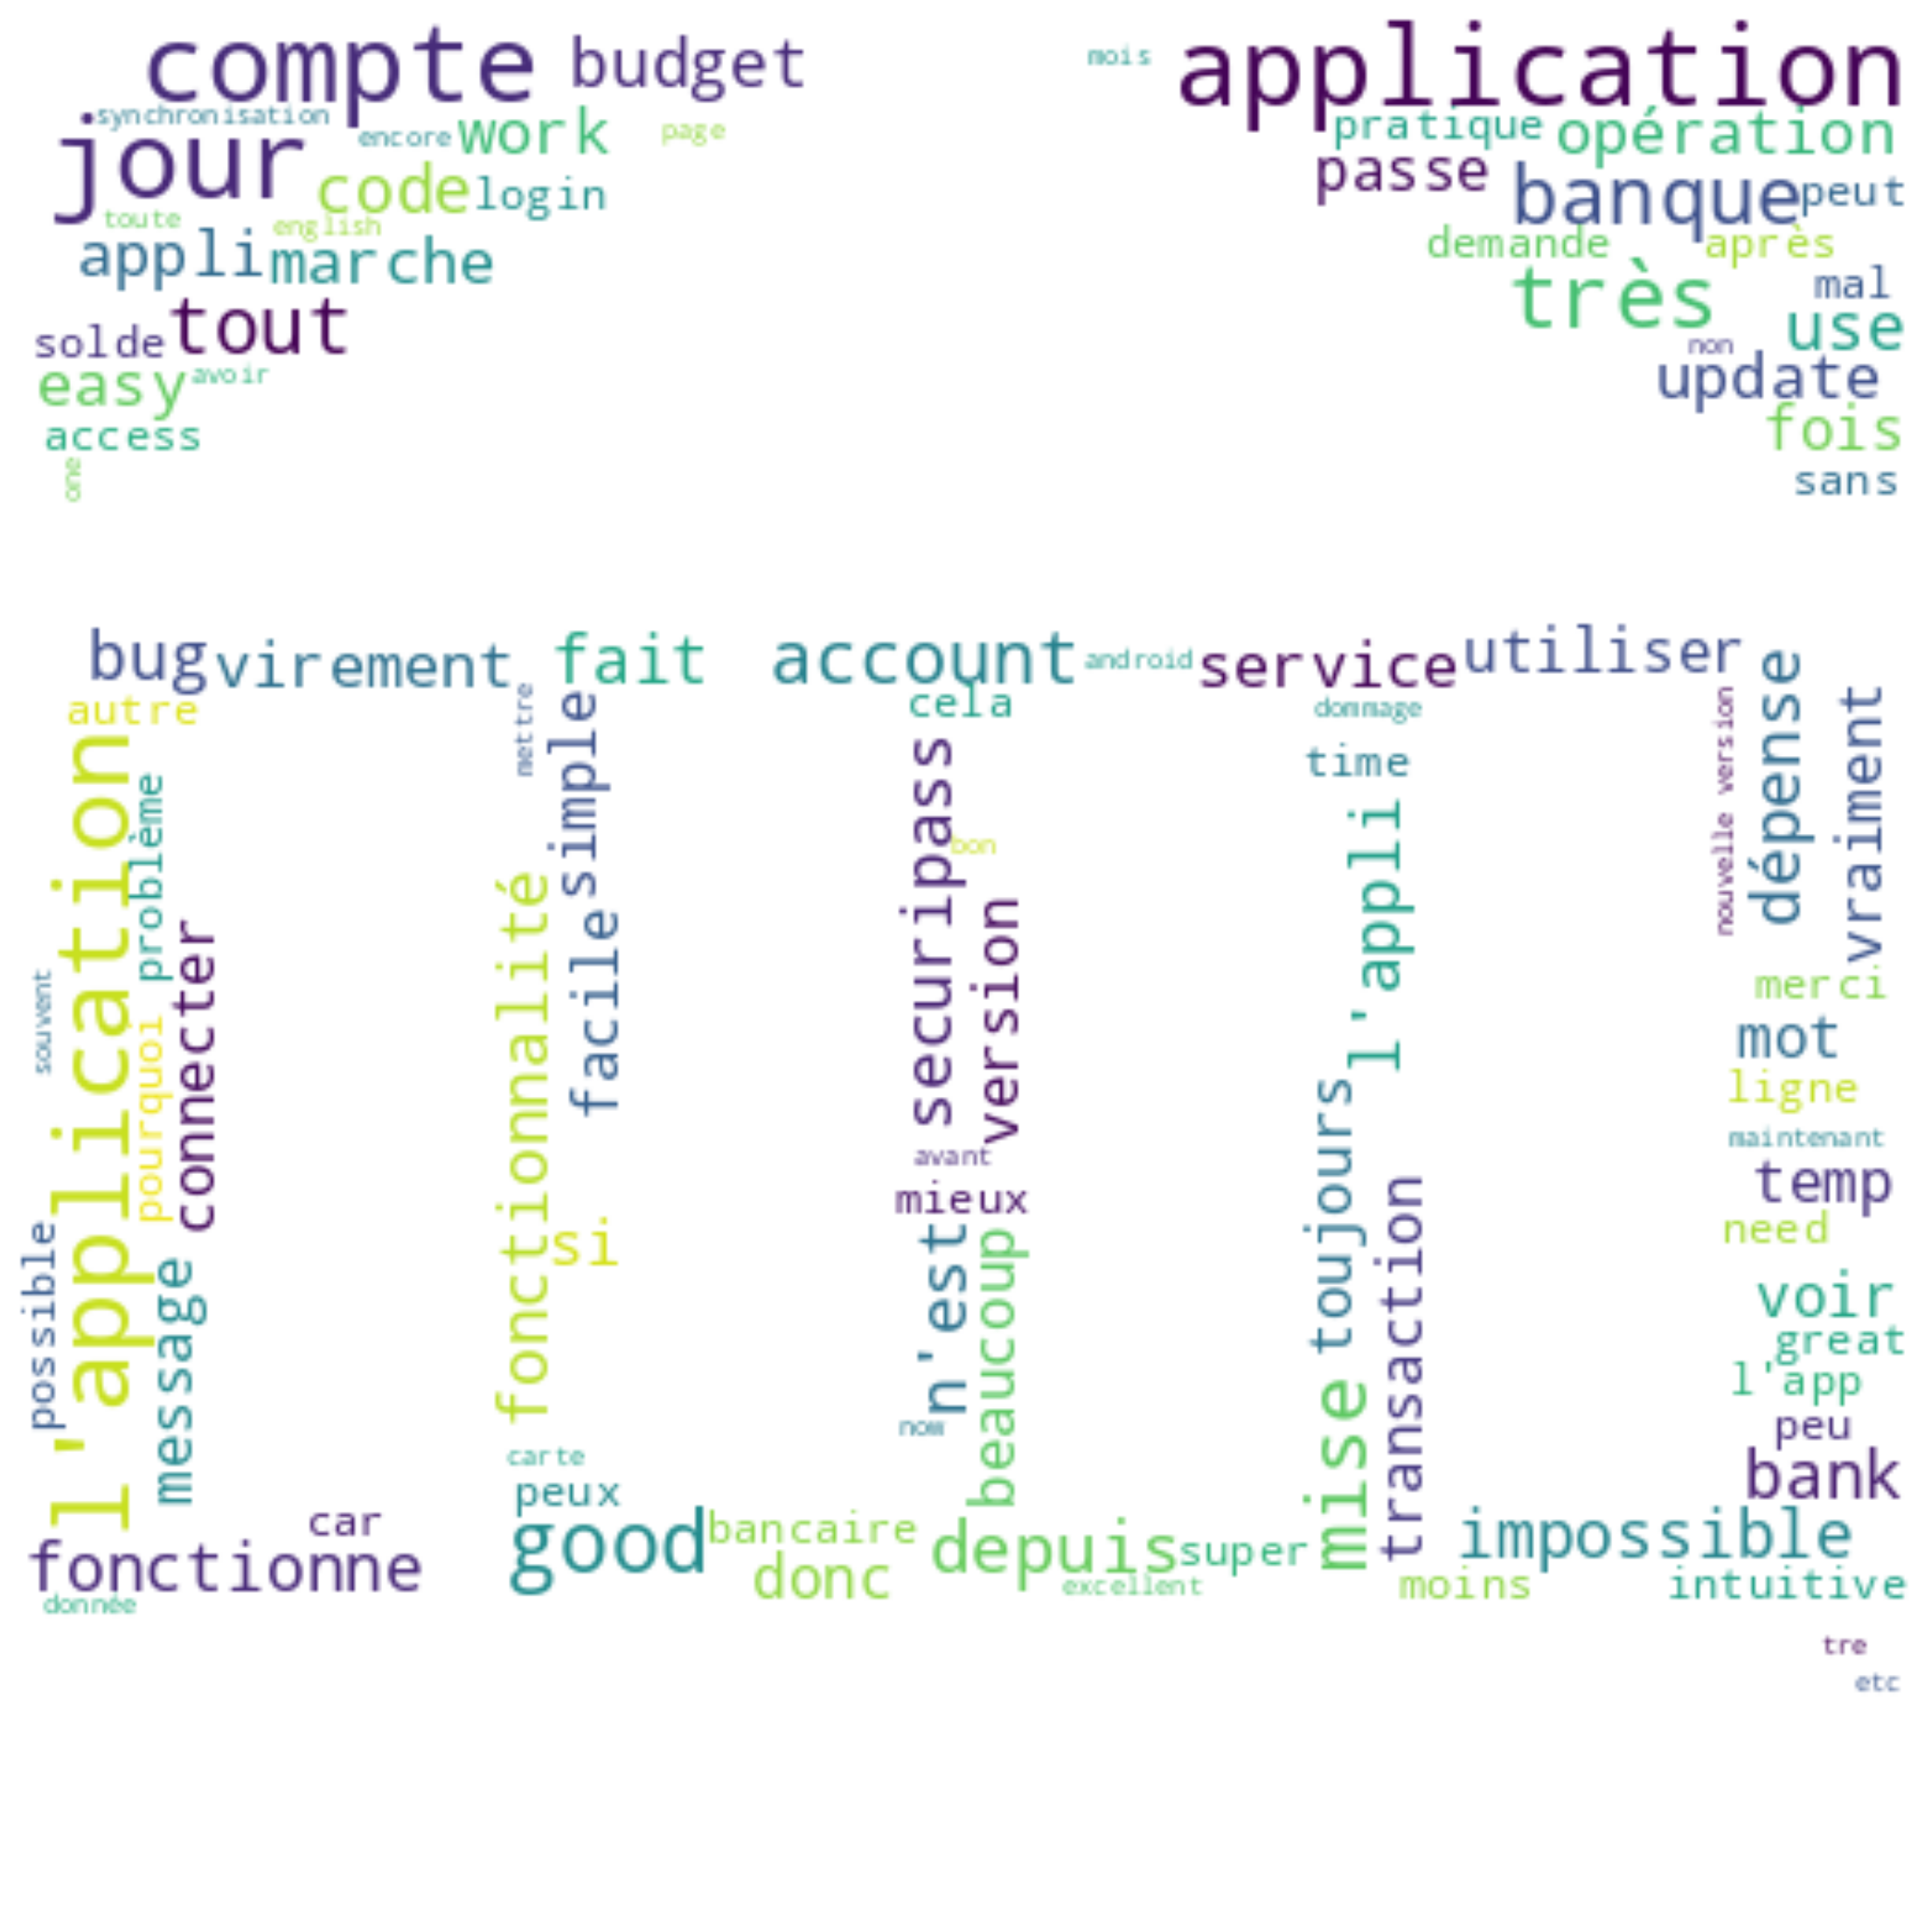 compte budget
mois application
synchronisation
jour encore work page
pratique opération
code login
passe banque peut
toute english
appli marche
demande après
très mal
solde tout
use
non
easy avoir
update
access
fois
one
sans
bug virement fait account android service utiliser
autre
mettre
simple
cela
dommage
nouvelle version
dépense
vraiment
l'application
problème
time
securipass
bon
l'appli
fonctionnalité
facile
version
connecter
souvent
pourquoi
merci
mot
ligne
toujours
maintenant
avant
temp
mieux
transaction
possible
si
n'est
beaucoup
need
message
voir
great
l'app
mise
now
peu
carte
bank
peux
car
good bancaire
depuis super
impossible
fonctionne
donc
excellent
moins intuitive
donnée
tre
etc